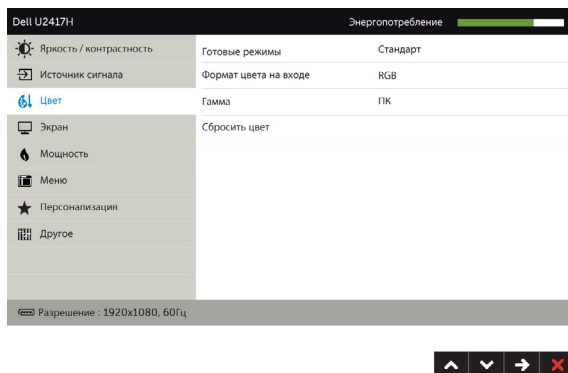 Dell U2417H Энергопотребление
Яркость / контрастность
Источник сигнала
Цвет
Экран
Мощность
Меню
Персонализация
Другое
Готовые режимы Стандарт
Формат цвета на входе RGB
Гамма ПК
Сбросить цвет
Разрешение : 1920x1080, 60Гц